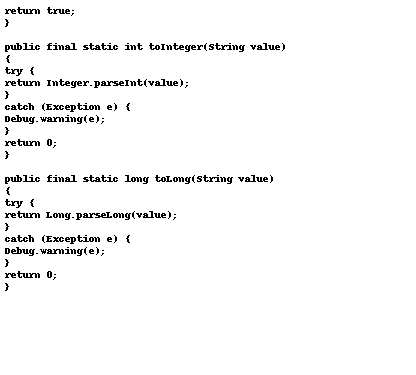 return true;
}
public final static int toInteger(String value)
{
try {
return Integer.parseInt(value);
}
catch (Exception e) {
Debug.warning(e);
}
return 0;
}
public final static long toLong(String value)
{
try {
return Long.parseLong(value);
}
catch (Exception e) {
Debug.warning(e);
}
return 0;
}